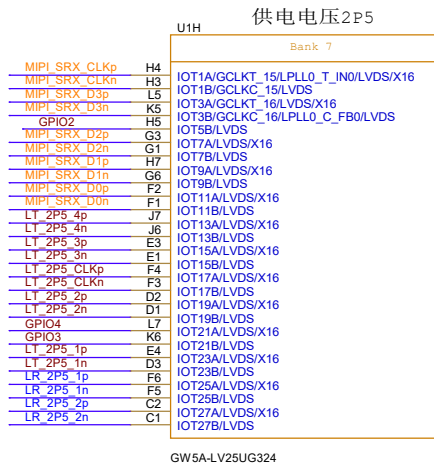 供电电压2P5
U1H
Bank 7
MIPI_SRX_CLKp H4 IOT1A/GCLKT_15/LPLL0_T_IN0/LVDS/X16
MIPI_SRX_CLKn H3 IOT1B/GCLKC_15/LVDS
MIPI_SRX_D3p L5 IOT3A/GCLKT_16/LVDS/X16
MIPI_SRX_D3n K5 IOT3B/GCLKC_16/LPLL0_C_FB0/LVDS
GPIO2 H5 IOT5B/LVDS
MIPI_SRX_D2p G3 IOT7A/LVDS/X16
MIPI_SRX_D2n G1 IOT7B/LVDS
MIPI_SRX_D1p H7 IOT9A/LVDS/X16
MIPI_SRX_D1n G6 IOT9B/LVDS
MIPI_SRX_D0p F2 IOT11A/LVDS/X16
MIPI_SRX_D0n F1 IOT11B/LVDS
LT_2P5_4p J7 IOT13A/LVDS/X16
LT_2P5_4n J6 IOT13B/LVDS
LT_2P5_3p E3 IOT15A/LVDS/X16
LT_2P5_3n E1 IOT15B/LVDS
LT_2P5_CLKp F4 IOT17A/LVDS/X16
LT_2P5_CLKn F3 IOT17B/LVDS
LT_2P5_2p D2 IOT19A/LVDS/X16
LT_2P5_2n D1 IOT19B/LVDS
GPIO4 L7 IOT21A/LVDS/X16
GPIO3 K6 IOT21B/LVDS
LT_2P5_1p E4 IOT23A/LVDS/X16
LT_2P5_1n D3 IOT23B/LVDS
LR_2P5_1p F6 IOT25A/LVDS/X16
LR_2P5_1n F5 IOT25B/LVDS
LR_2P5_2p C2 IOT27A/LVDS/X16
LR_2P5_2n C1 IOT27B/LVDS
GW5A-LV25UG324